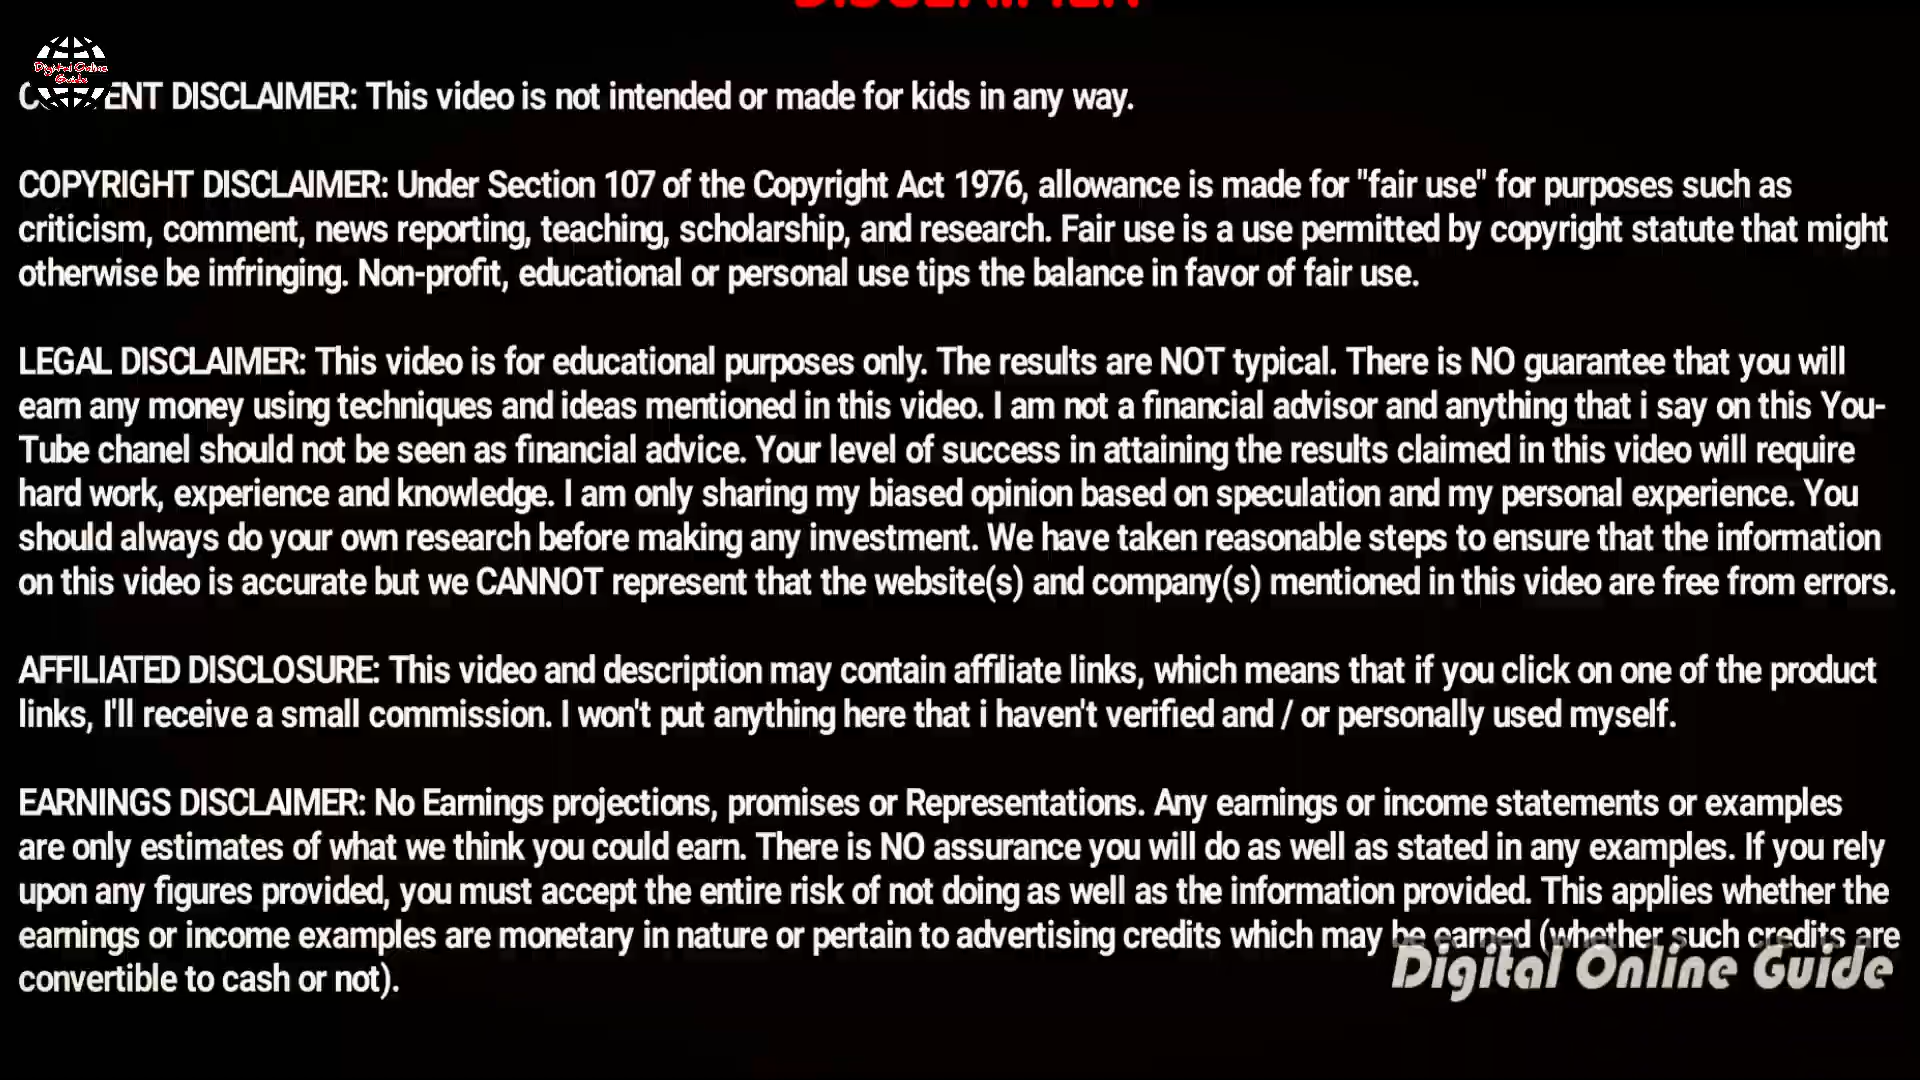 DISCLAIMER
Digital Online
Guide
CONTENT DISCLAIMER: This video is not intended or made for kids in any way.
COPYRIGHT DISCLAIMER: Under Section 107 of the Copyright Act 1976, allowance is made for "fair use" for purposes such as
criticism, comment, news reporting, teaching, scholarship, and research. Fair use is a use permitted by copyright statute that might
otherwise be infringing. Non-profit, educational or personal use tips the balance in favor of fair use.
LEGAL DISCLAIMER: This video is for educational purposes only. The results are NOT typical. There is NO guarantee that you will
earn any money using techniques and ideas mentioned in this video. I am not a financial advisor and anything that i say on this You-
Tube chanel should not be seen as financial advice. Your level of success in attaining the results claimed in this video will require
hard work, experience and knowledge. I am only sharing my biased opinion based on speculation and my personal experience. You
should always do your own research before making any investment. We have taken reasonable steps to ensure that the information
on this video is accurate but we CANNOT represent that the website(s) and company(s) mentioned in this video are free from errors.
AFFILIATED DISCLOSURE: This video and description may contain affiliate links, which means that if you click on one of the product
links, I'll receive a small commission. I won't put anything here that i haven't verified and / or personally used myself.
EARNINGS DISCLAIMER: No Earnings projections, promises or Representations. Any earnings or income statements or examples
are only estimates of what we think you could earn. There is NO assurance you will do as well as stated in any examples. If you rely
upon any figures provided, you must accept the entire risk of not doing as well as the information provided. This applies whether the
earnings or income examples are monetary in nature or pertain to advertising credits which may be earned (whether such credits are
convertible to cash or not).
Digital Online Guide